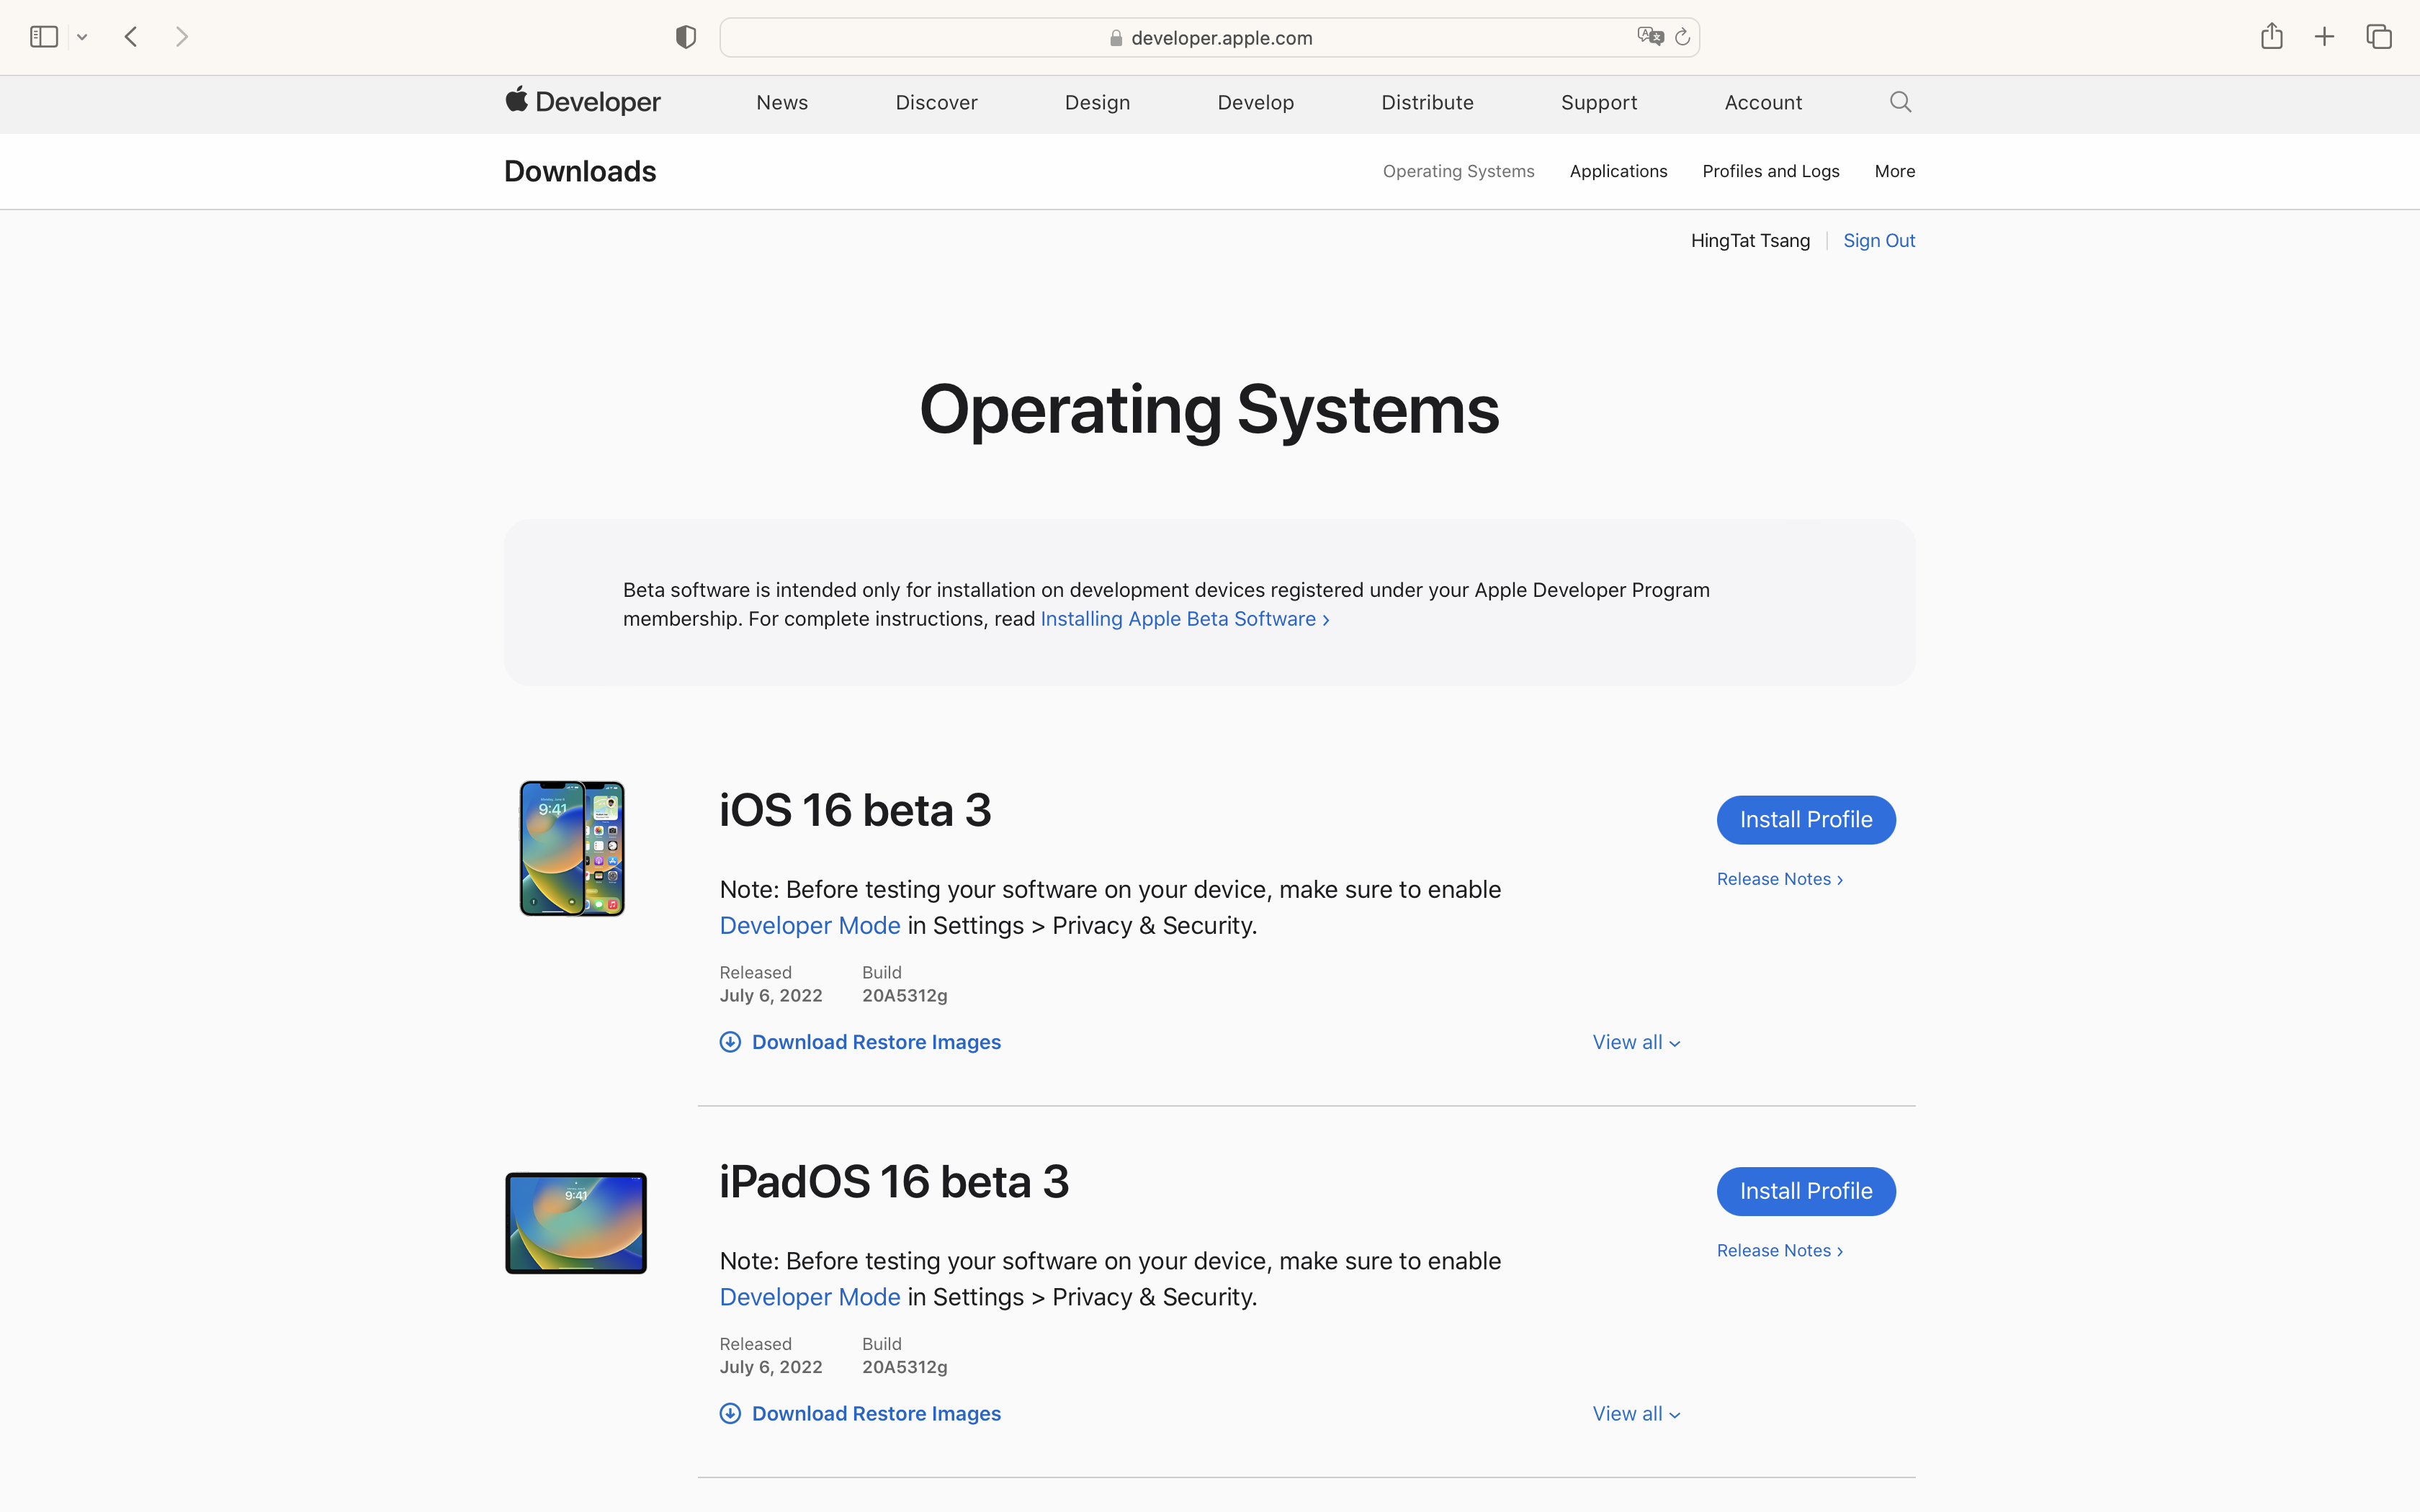 developer.apple.com
Developer
News
Discover
Design
Develop
Distribute
Support
Account
Downloads
Operating Systems
Applications
Profiles and Logs
More
HingTat Tsang
Sign Out
Operating Systems
Beta software is intended only for installation on development devices registered under your Apple Developer Program
membership. For complete instructions, read Installing Apple Beta Software ›
9:41
iOS 16 beta 3
Install Profile
Note: Before testing your software on your device, make sure to enable
Developer Mode in Settings > Privacy & Security.
Release Notes ›
Released
Build
July 6, 2022
20A5312g
Download Restore Images
View all
9:41
iPadOS 16 beta 3
Install Profile
Note: Before testing your software on your device, make sure to enable
Developer Mode in Settings > Privacy & Security.
Release Notes ›
Released
Build
July 6, 2022
20A5312g
Download Restore Images
View all